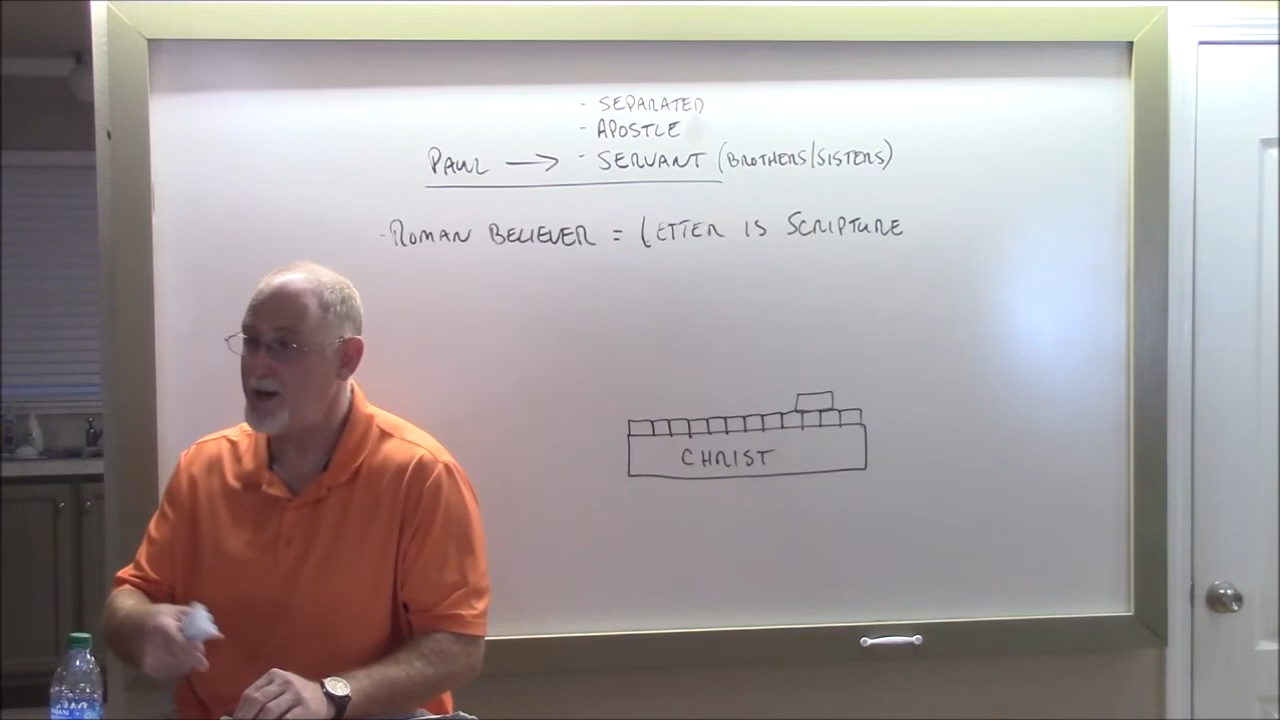 - SEPARATED
- APOSTLE
PAUL → - SERVANT (BROTHERS/SISTERS)
- ROMAN BELIEVER = LETTER IS SCRIPTURE
CHRIST